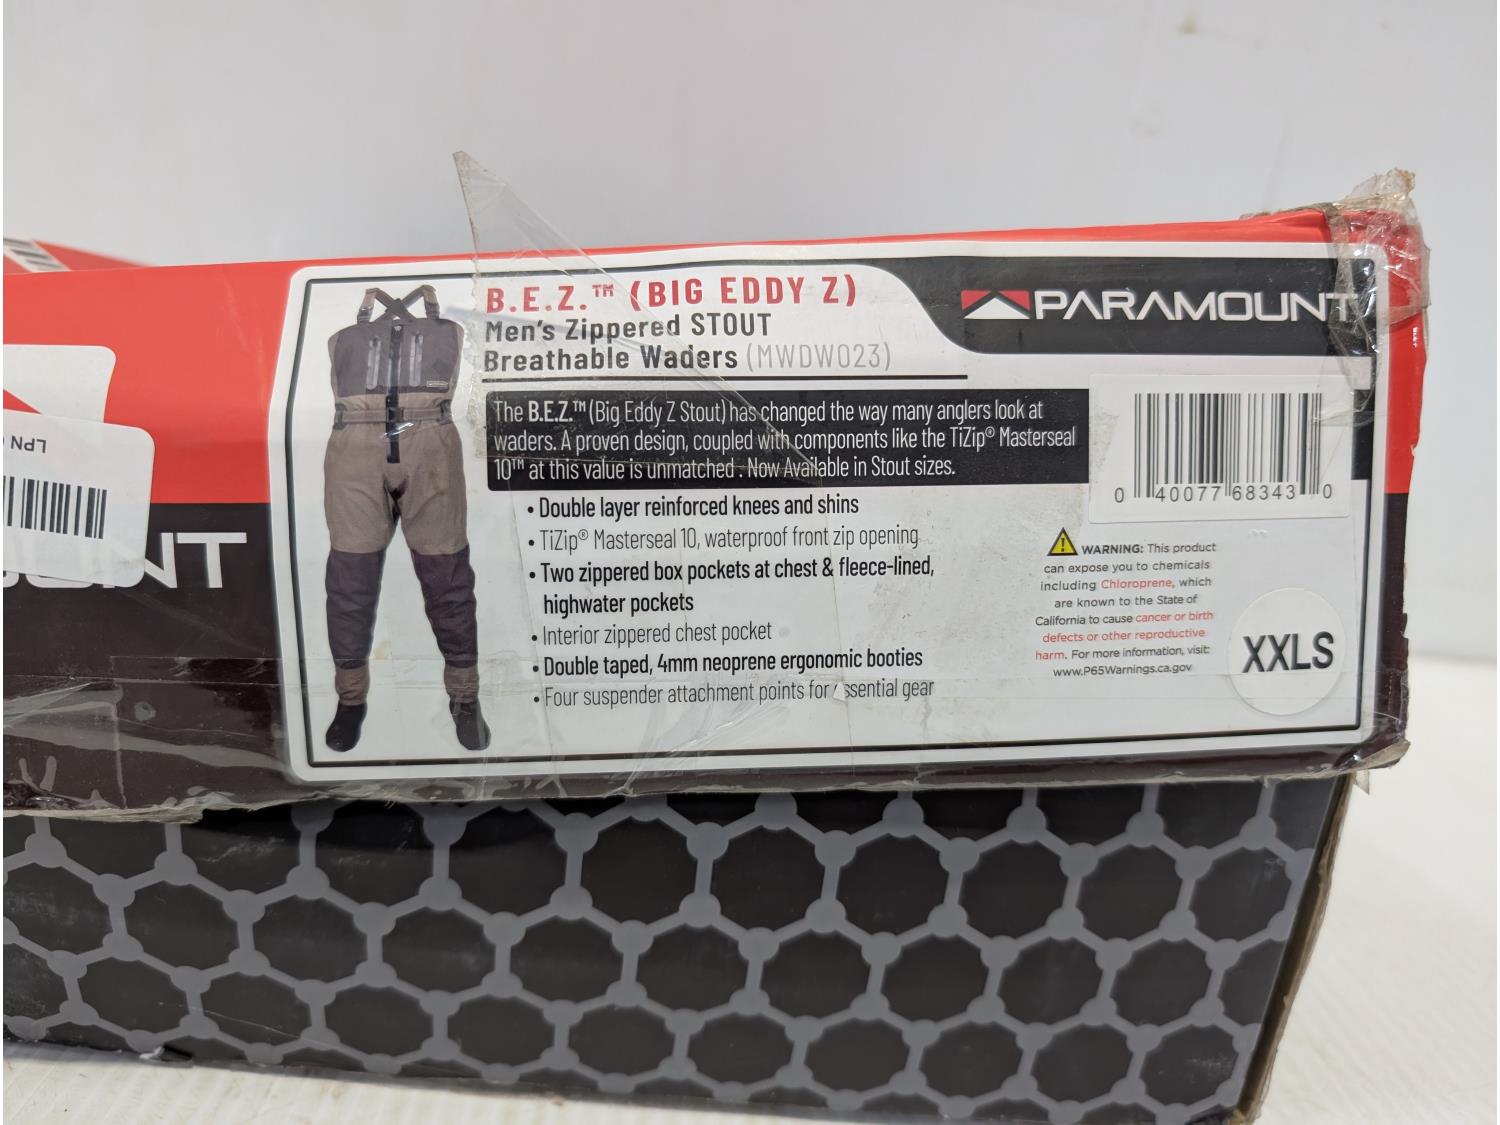 B.E.Z.™ (BIG EDDY Z)
Men's Zippered STOUT
Breathable Waders (MWDW023)
PARAMOUNT
The B.E.Z.™ (Big Eddy Z Stout) has changed the way many anglers look at
waders. A proven design, coupled with components like the TiZip® Masterseal
10™ at this value is unmatched . Now Available in Stout sizes.
• Double layer reinforced knees and shins
• TiZip® Masterseal 10, waterproof front zip opening
• Two zippered box pockets at chest & fleece-lined,
highwater pockets
• Interior zippered chest pocket
• Double taped, 4mm neoprene ergonomic booties
• Four suspender attachment points for essential gear
0 40077 68343 0
WARNING: This product
can expose you to chemicals
including Chloroprene, which
are known to the State of
California to cause cancer or birth
defects or other reproductive
harm. For more information, visit:
www.P65Warnings.ca.gov
XXLS
LPN
OUNT